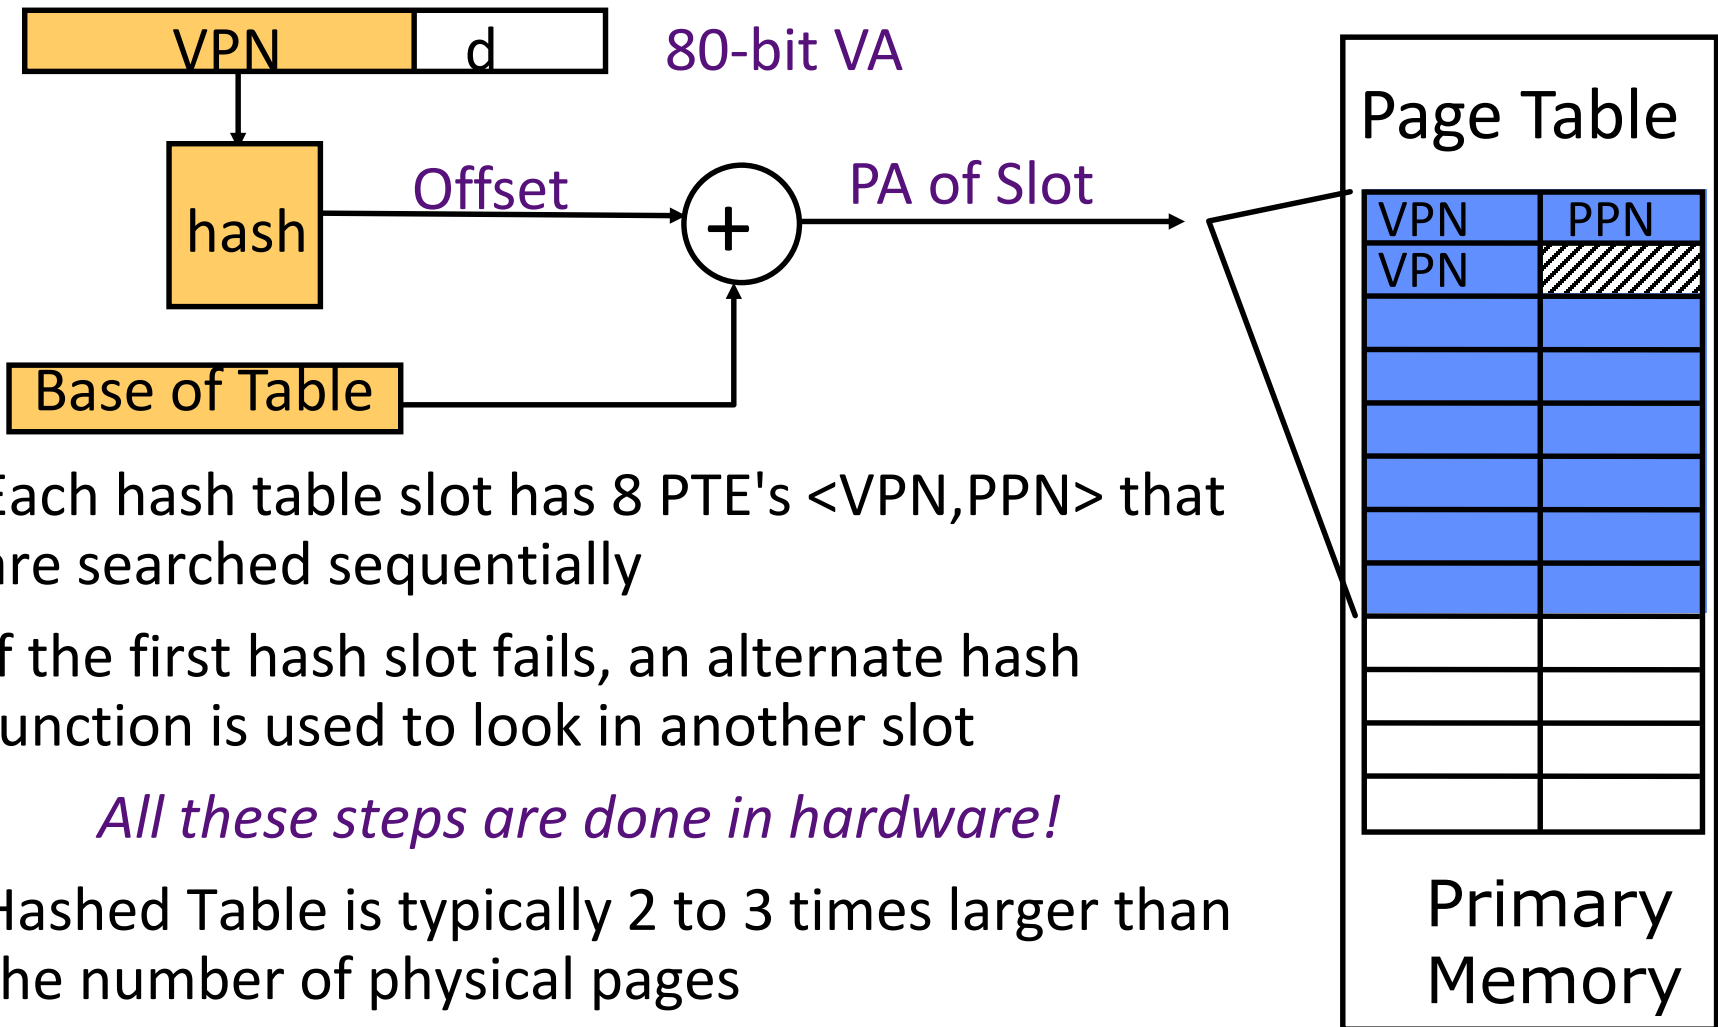 VPN d 80-bit VA
Page Table
Offset PA of Slot
hash +
VPN PPN
VPN
Base of Table
Each hash table slot has 8 PTE's <VPN,PPN> that
are searched sequentially
f the first hash slot fails, an alternate hash
unction is used to look in another slot
All these steps are done in hardware!
Hashed Table is typically 2 to 3 times larger than
he number of physical pages
Primary
Memory